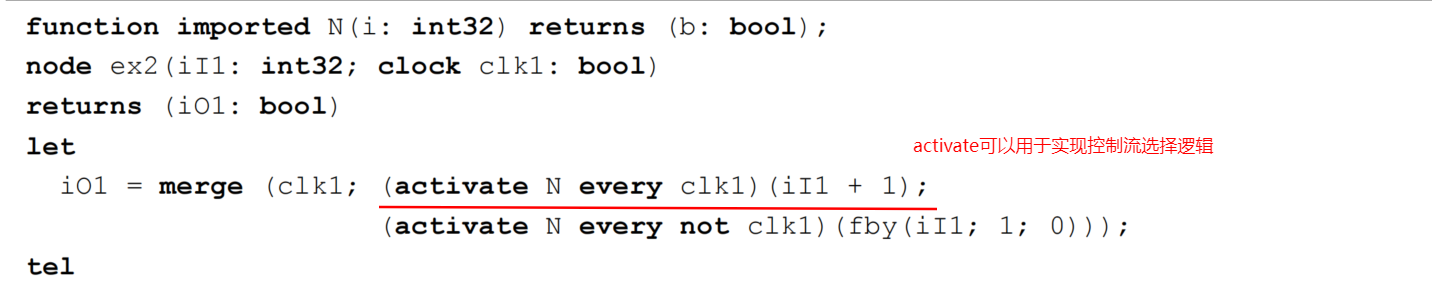 function imported N(i: int32) returns (b: bool);
node ex2(iI1: int32; clock clk1: bool)
returns (iO1: bool)
let
activate可以用于实现控制流选择逻辑
iO1 = merge (clk1; (activate N every clk1)(iI1 + 1);
(activate N every not clk1)(fby(iI1; 1; 0)));
tel